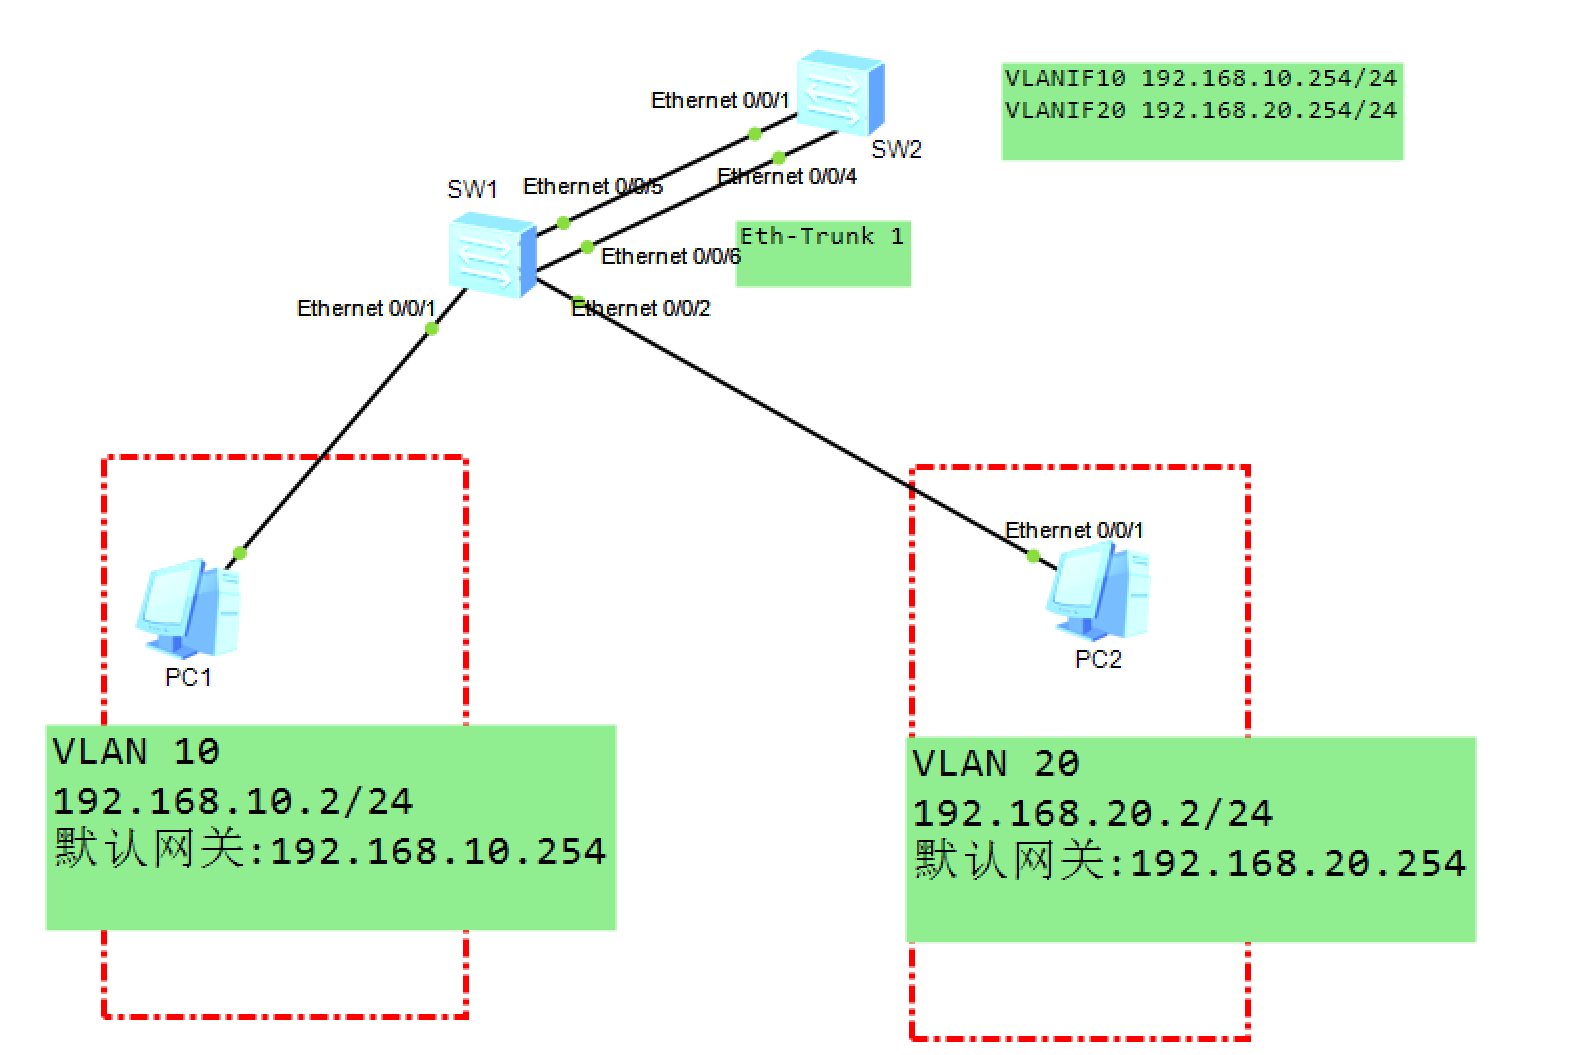 Ethernet 0/0/1
SW2
VLANIF10 192.168.10.254/24
VLANIF20 192.168.20.254/24
SW1
Ethernet 0/0/5
Ethernet 0/0/4
Ethernet 0/0/6
Eth-Trunk 1
Ethernet 0/0/1
Ethernet 0/0/2
Ethernet 0/0/1
PC1
PC2
VLAN 10
192.168.10.2/24
默认网关:192.168.10.254
VLAN 20
192.168.20.2/24
默认网关:192.168.20.254